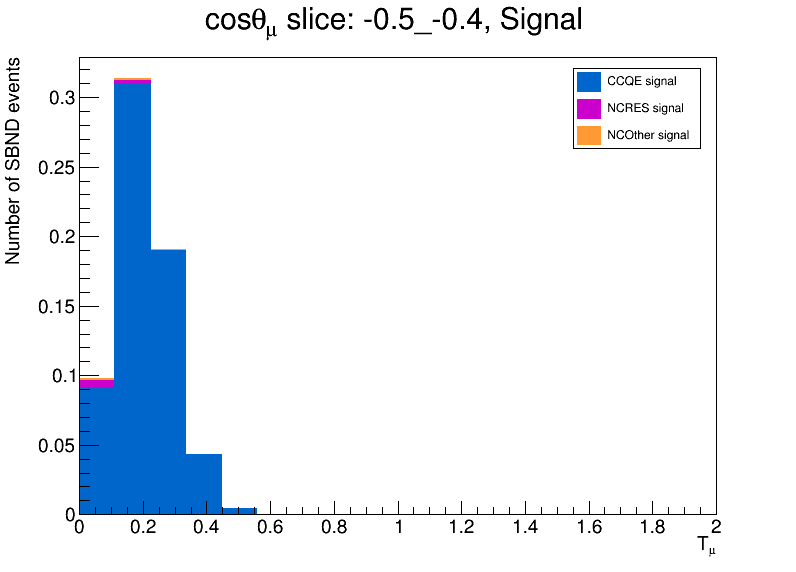 cosθμ slice: -0.5_-0.4, Signal
Number of SBND events
CCQE signal
NCRES signal
NCOther signal
0.3
0.25
0.2
0.15
0.1
0.05
0
0 0.2 0.4 0.6 0.8 1 1.2 1.4 1.6 1.8 2
Tμ